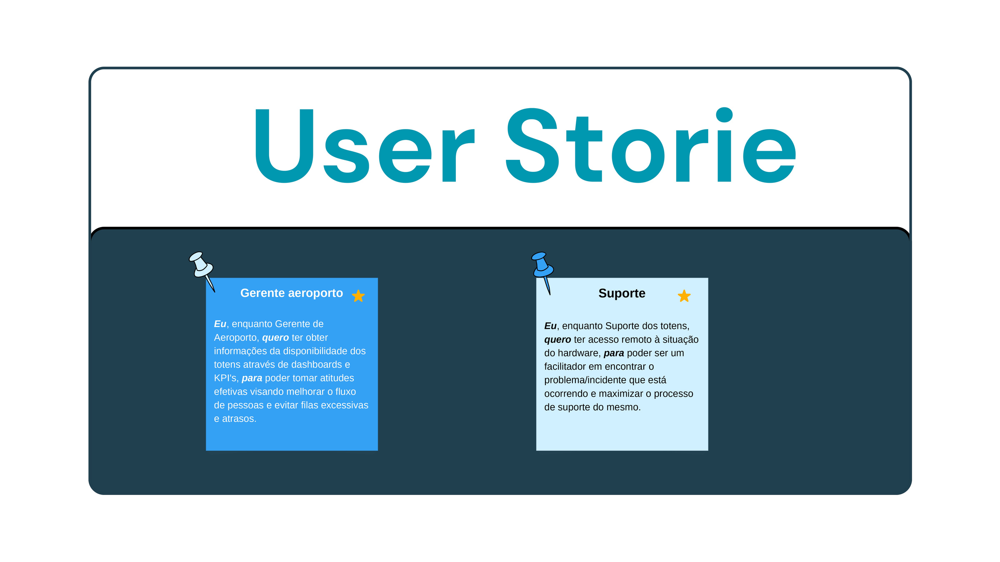 User Storie
Gerente aeroporto
Eu, enquanto Gerente de
Aeroporto, quero ter obter
informações da disponibilidade dos
totens através de dashboards e
KPI's, para poder tomar atitudes
efetivas visando melhorar o fluxo
de pessoas e evitar filas excessivas
e atrasos.
Suporte
Eu, enquanto Suporte dos totens,
quero ter acesso remoto à situação
do hardware, para poder ser um
facilitador em encontrar o
problema/incidente que está
ocorrendo e maximizar o processo
de suporte do mesmo.